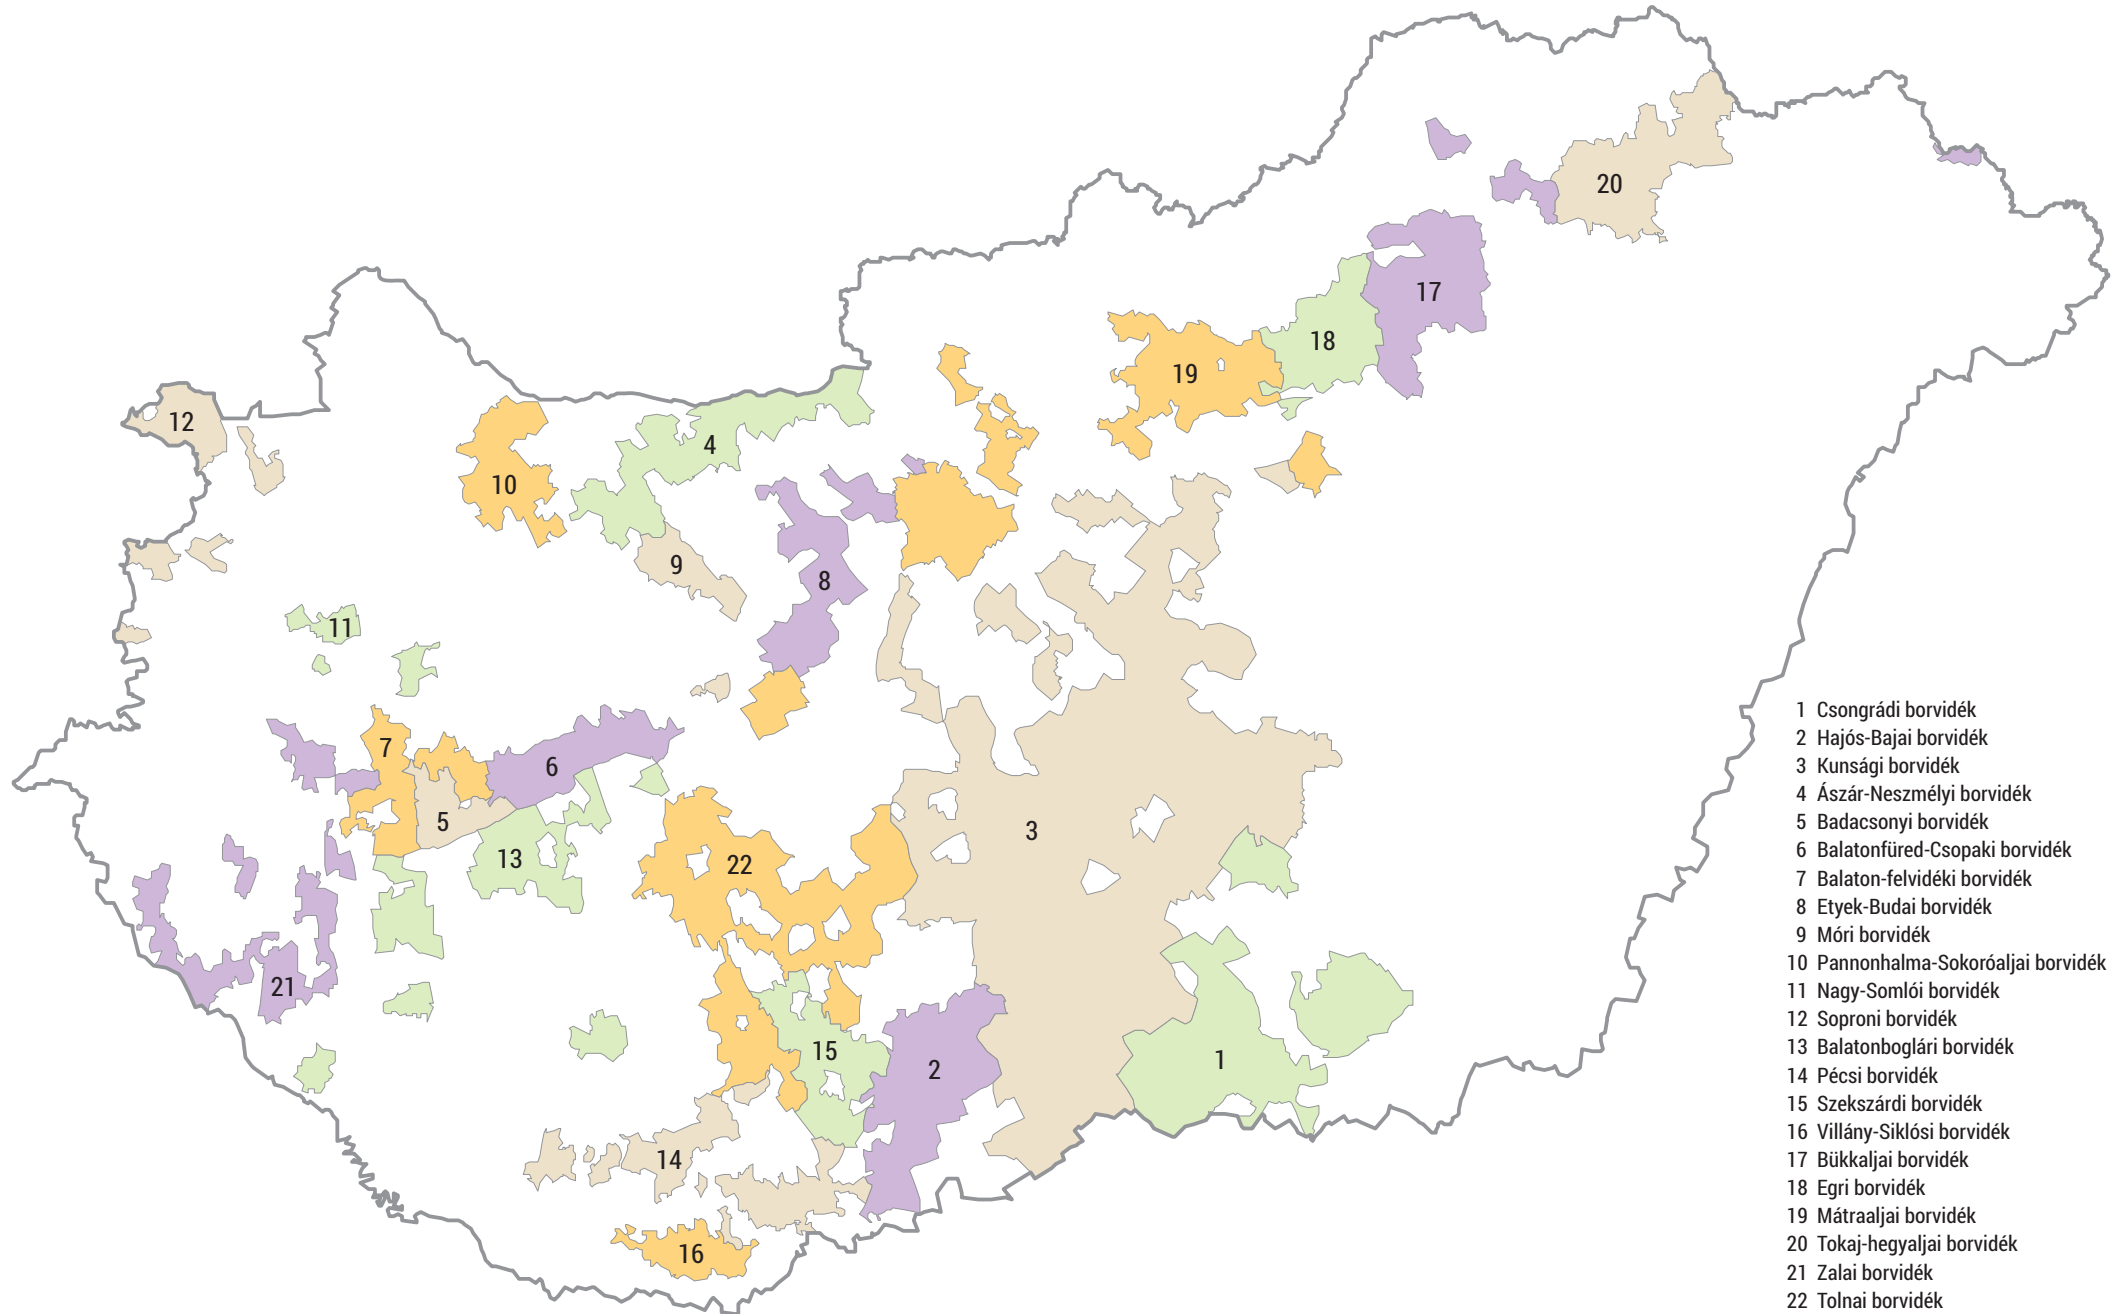 20
17
18
19
12
4
10
9
8
11
7
6
5
3
13
22
21
15
2
1
14
16
1 Csongrádi borvidék
2 Hajós-Bajai borvidék
3 Kunsági borvidék
4 Ászár-Neszmélyi borvidék
5 Badacsonyi borvidék
6 Balatonfüred-Csopaki borvidék
7 Balaton-felvidéki borvidék
8 Etyek-Budai borvidék
9 Móri borvidék
10 Pannonhalma-Sokoróaljai borvidék
11 Nagy-Somlói borvidék
12 Soproni borvidék
13 Balatonboglári borvidék
14 Pécsi borvidék
15 Szekszárdi borvidék
16 Villány-Siklósi borvidék
17 Bükkaljai borvidék
18 Egri borvidék
19 Mátraaljai borvidék
20 Tokaj-hegyaljai borvidék
21 Zalai borvidék
22 Tolnai borvidék